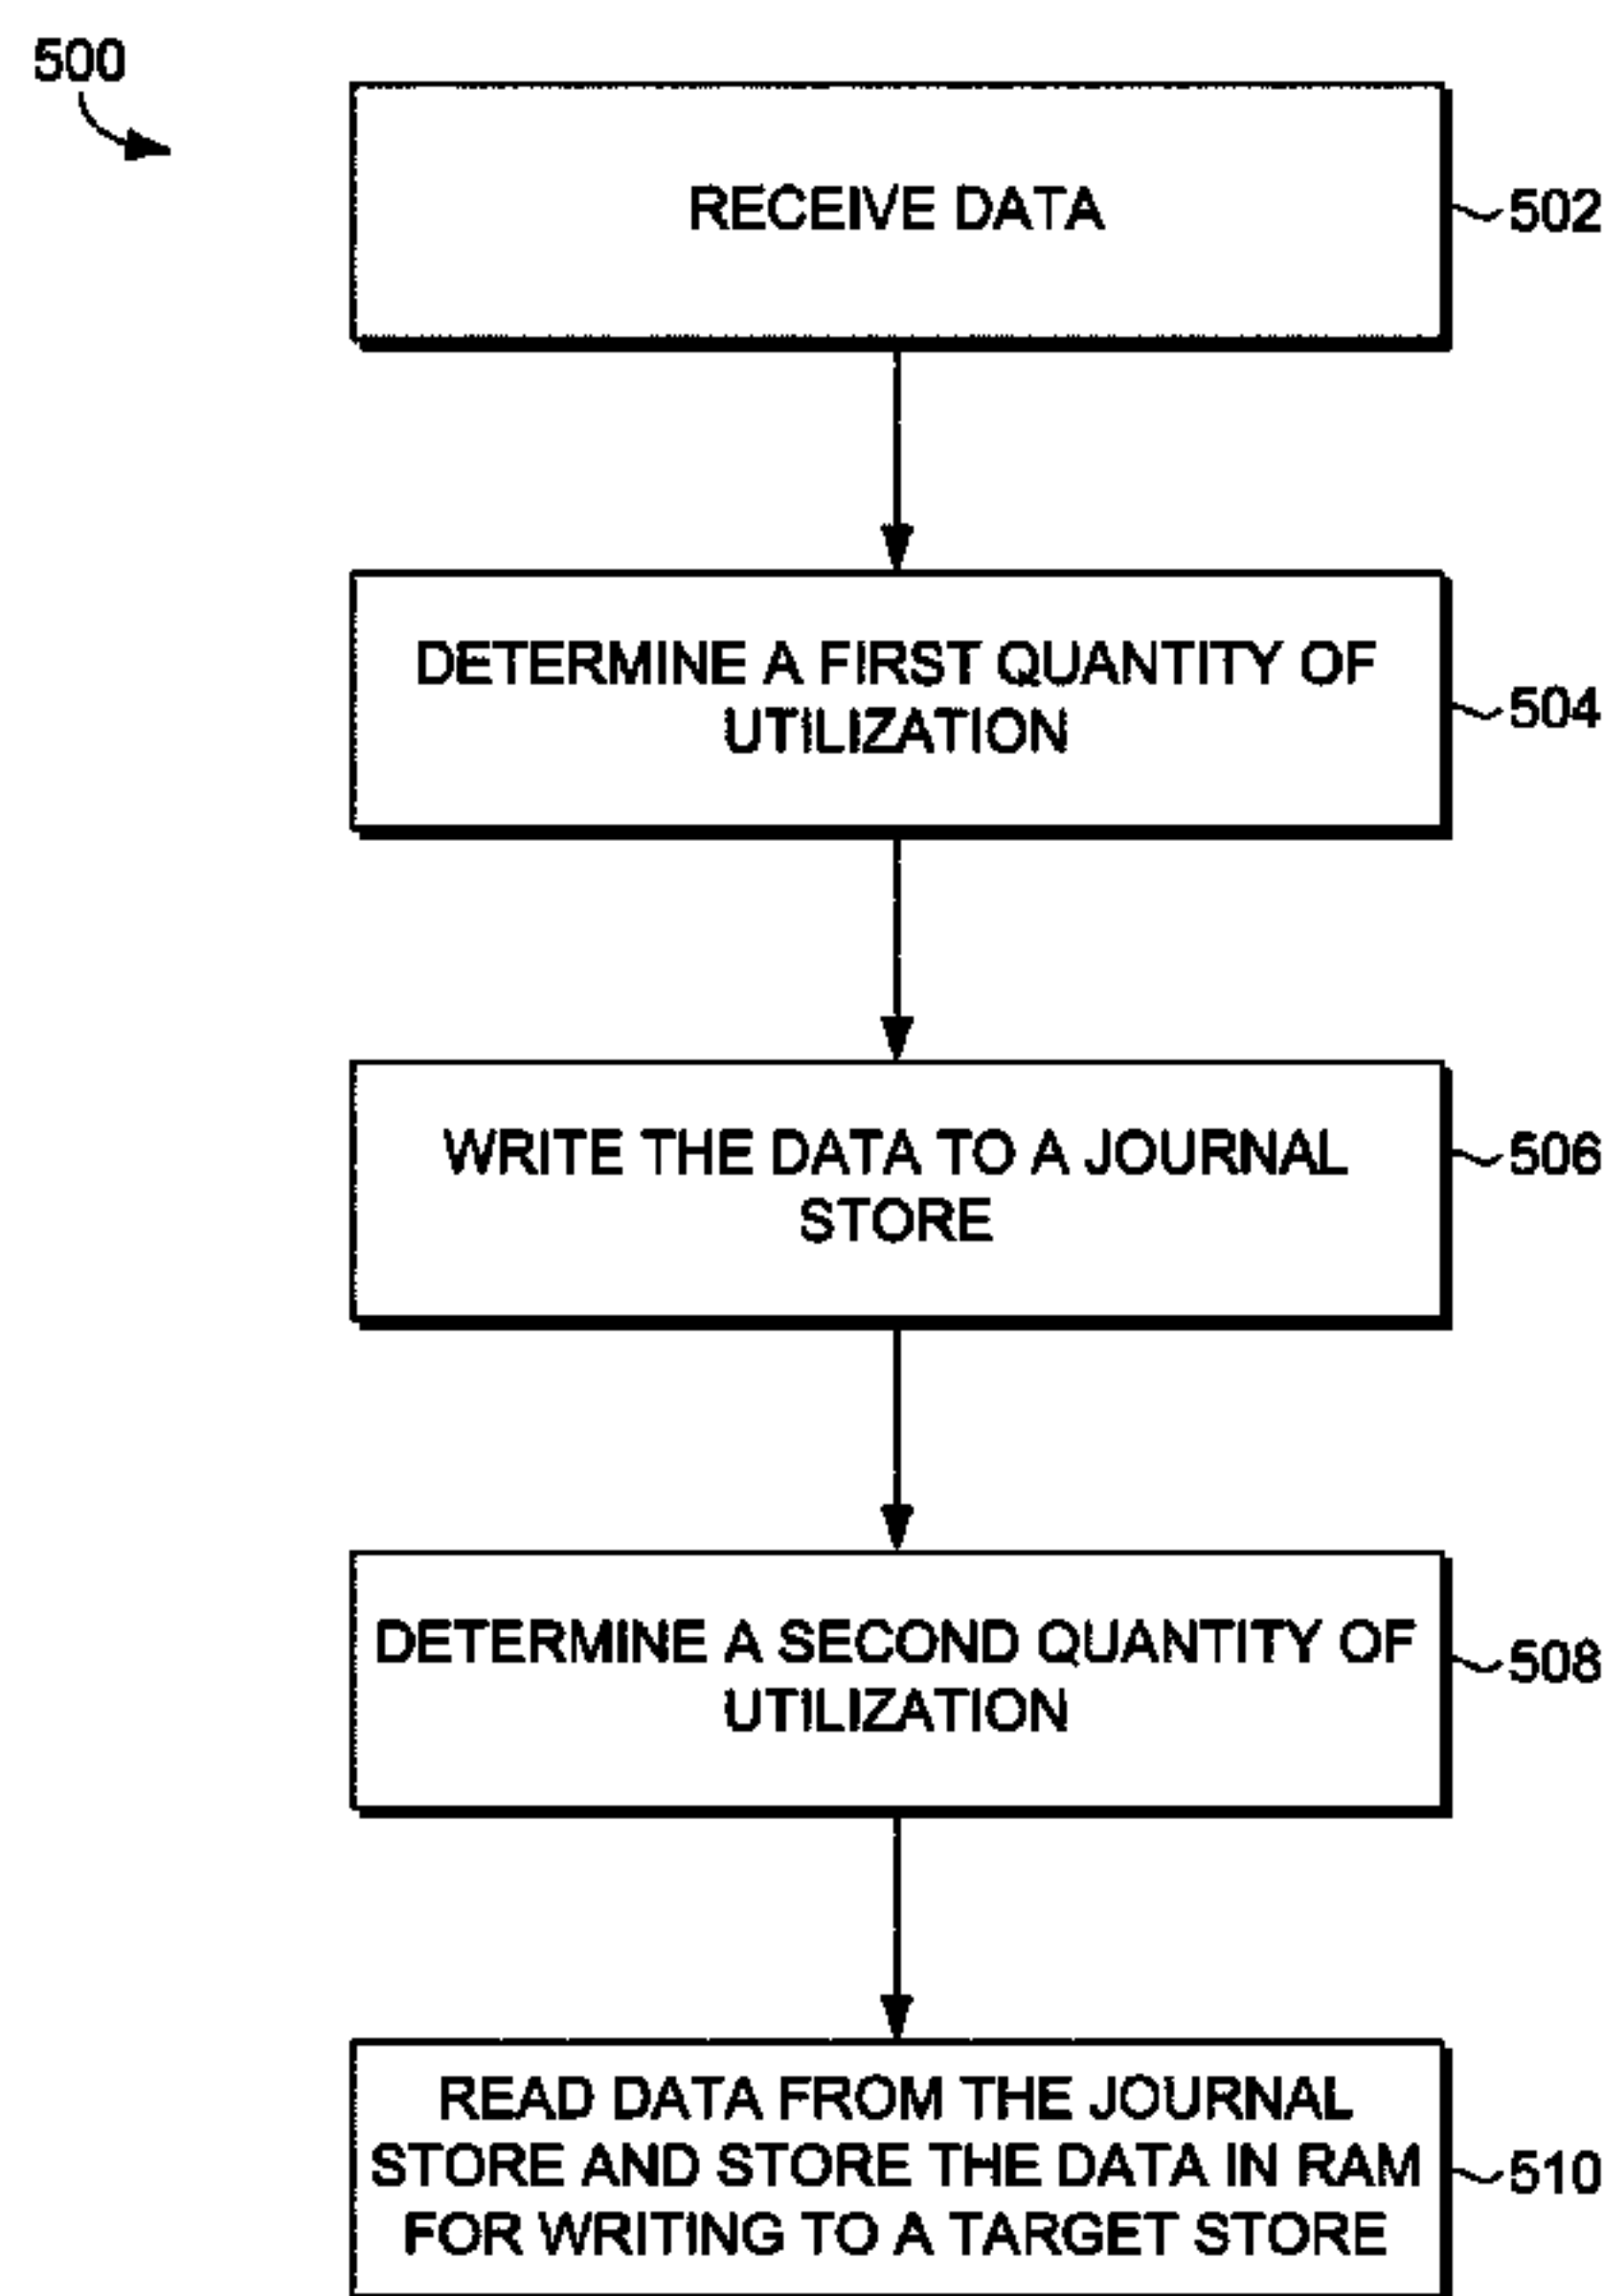 500
RECEIVE DATA
502
DETERMINE A FIRST QUANTITY OF
UTILIZATION
504
WRITE THE DATA TO A JOURNAL
STORE
506
DETERMINE A SECOND QUANTITY OF
UTILIZATION
508
READ DATA FROM THE JOURNAL
STORE AND STORE THE DATA IN RAM
FOR WRITING TO A TARGET STORE
510